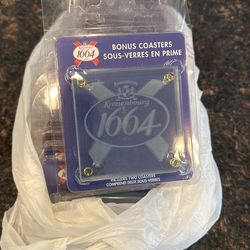 1664
BONUS COASTERS
SOUS-VERRES EN PRIME
Kronenbourg
1664
INCLUDES TWO COASTERS
COMPREND DEUX SOUS-VERRES